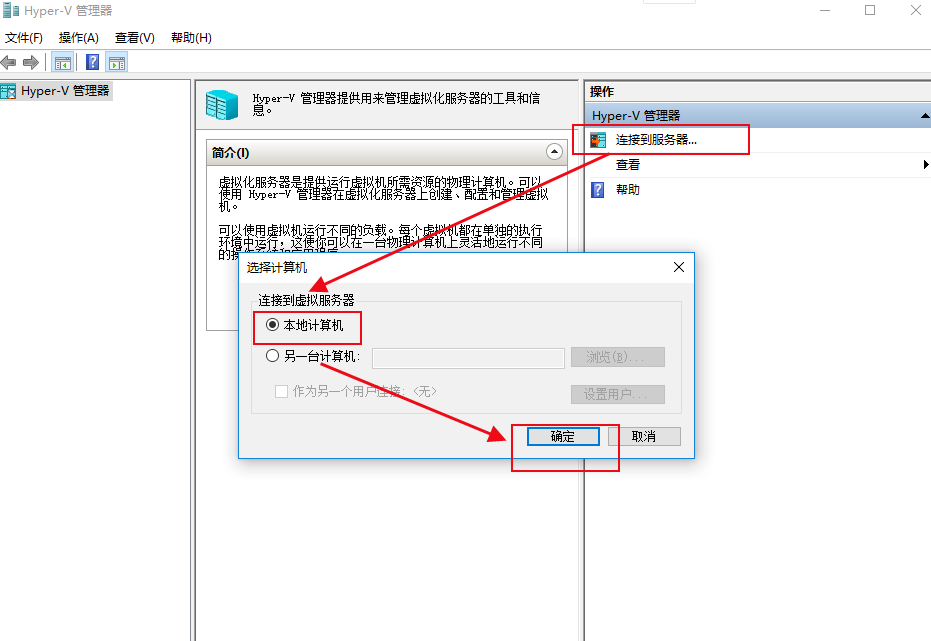 Hyper-V 管理器
文件(F) 操作(A) 查看(V) 帮助(H)
Hyper-V 管理器
Hyper-V 管理器提供用来管理虚拟化服务器的工具和信
息。
简介(I)
虚拟化服务器是提供运行虚拟机所需资源的物理计算机。可以
使用 Hyper-V 管理器在虚拟化服务器上创建、配置和管理虚拟
机。
可以使用虚拟机运行不同的负载。每个虚拟机都在单独的执行
环境中运行，这使你可以在一台物理计算机上灵活地运行不同
操作
Hyper-V 管理器
连接到服务器...
查看
帮助
选择计算机
连接到虚拟服务器
本地计算机
另一台计算机:
浏览(B)...
作为另一个用户连接: <无>
设置用户...
确定
取消